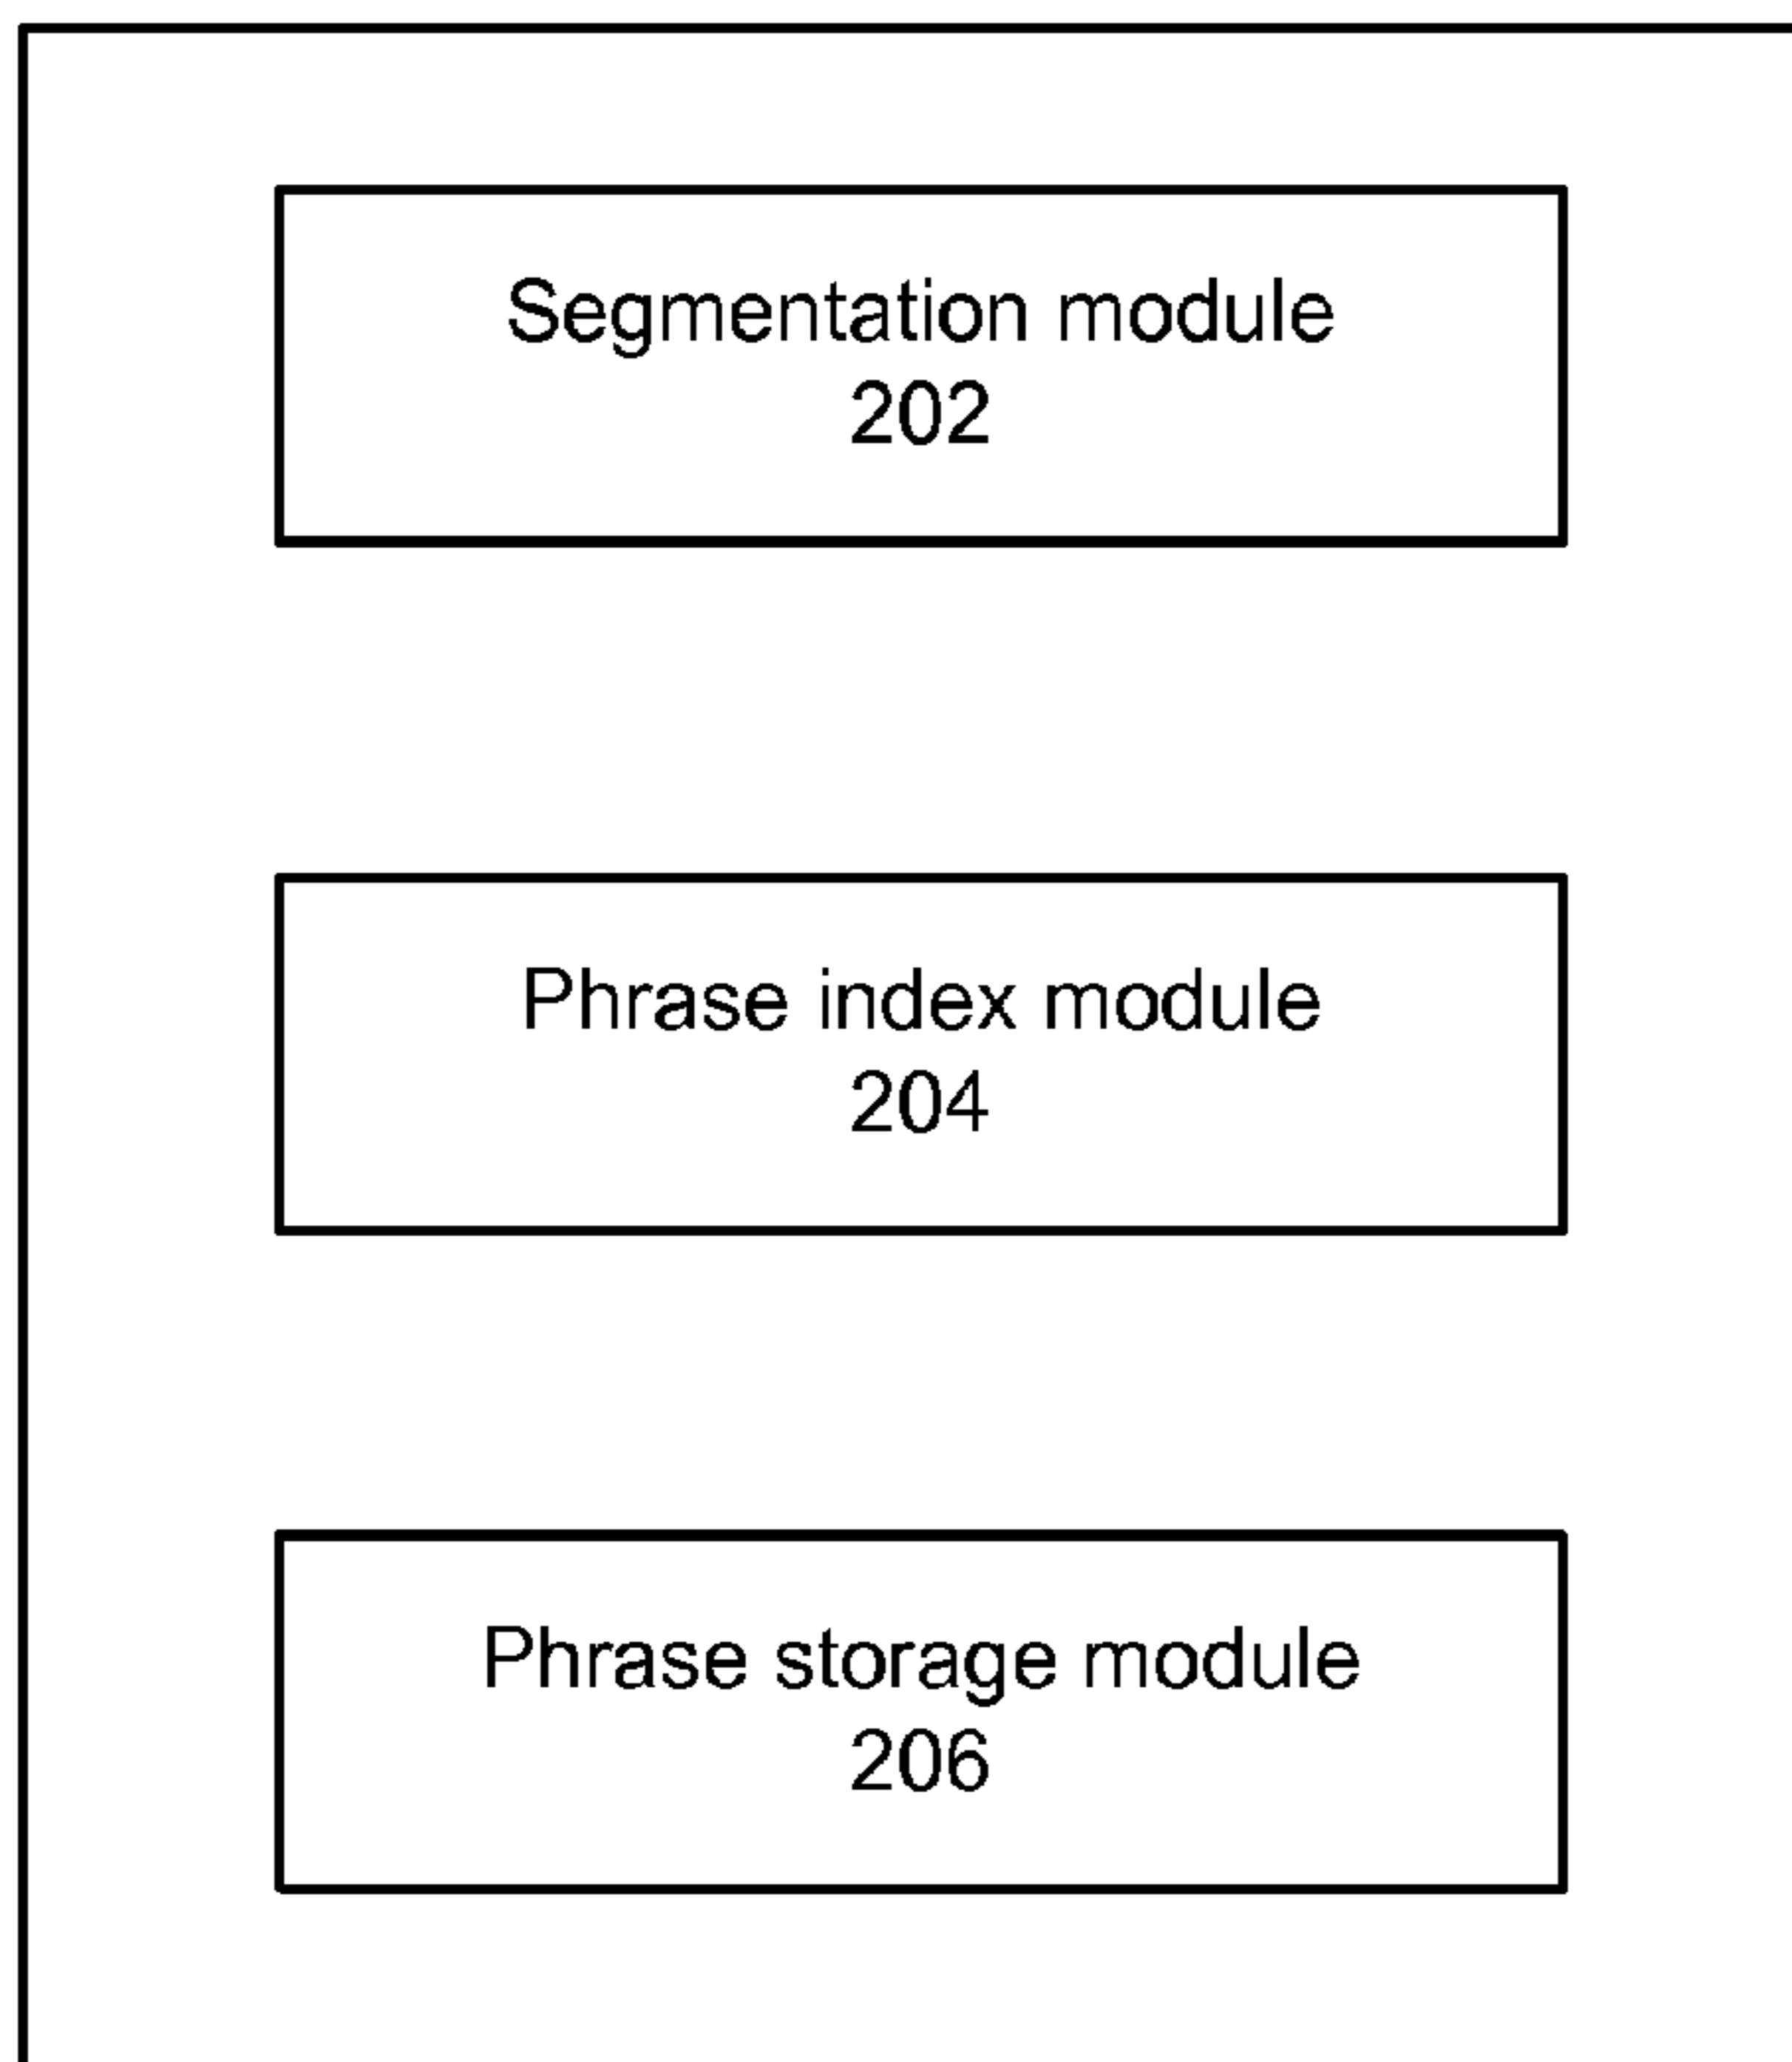 Segmentation module
202
Phrase index module
204
Phrase storage module
206